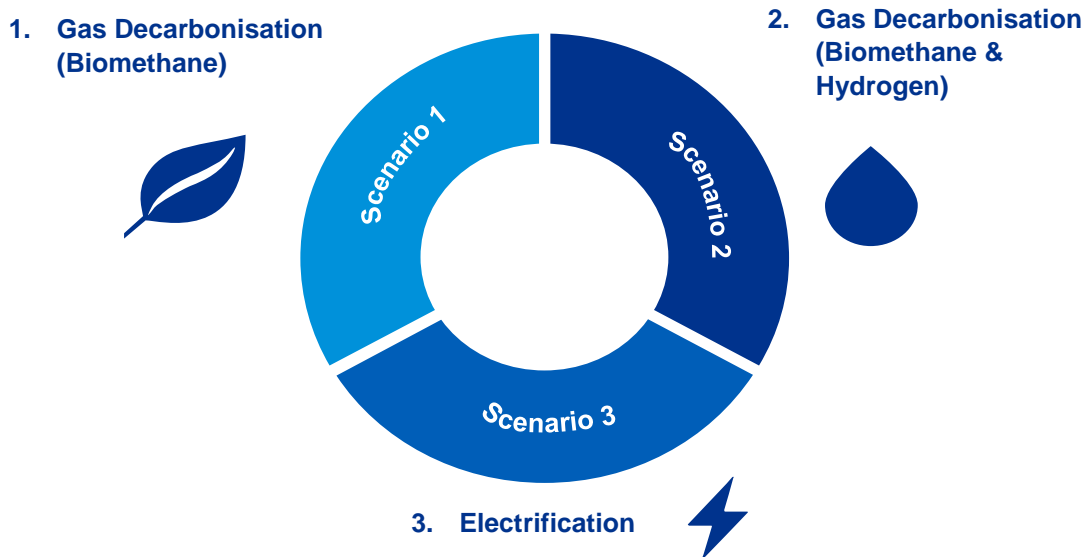 1. Gas Decarbonisation
(Biomethane)
2. Gas Decarbonisation
(Biomethane &
Hydrogen)
Scenario 1
Scenario 2
Scenario 3
3. Electrification